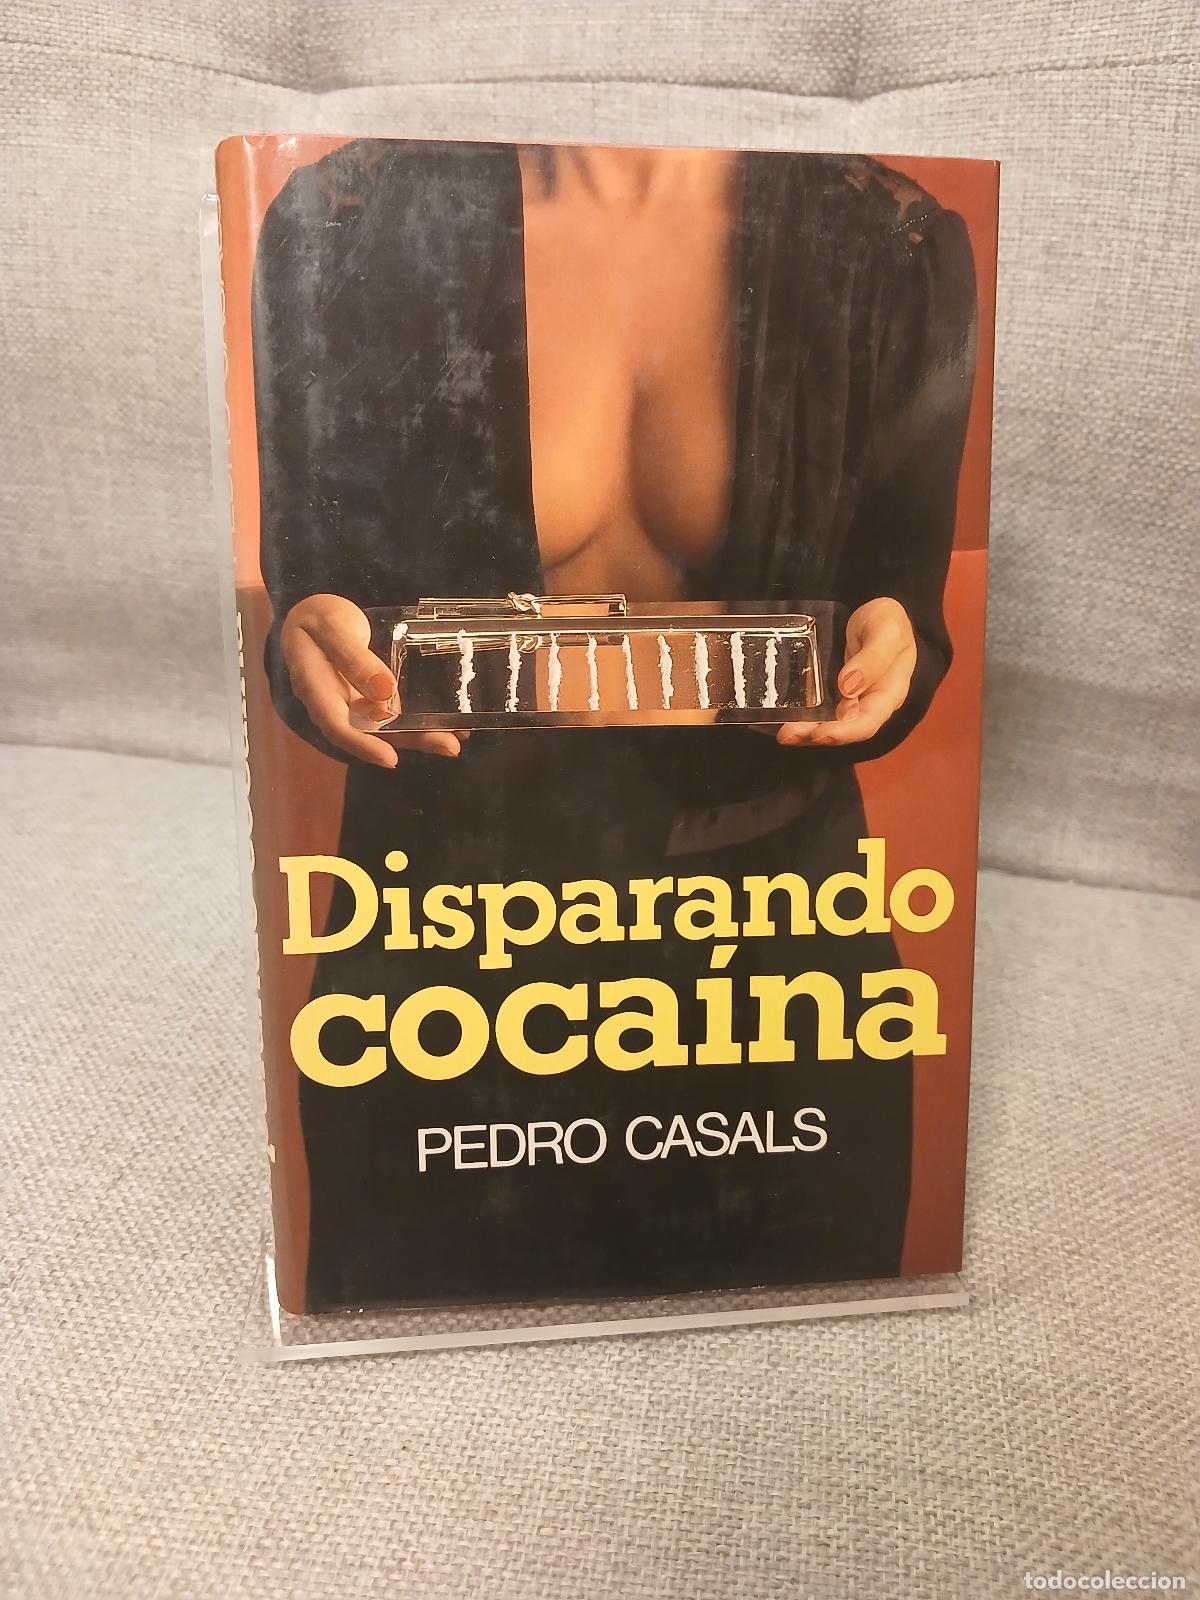 Disparando
cocaína
PEDRO CASALS
todocoleccion